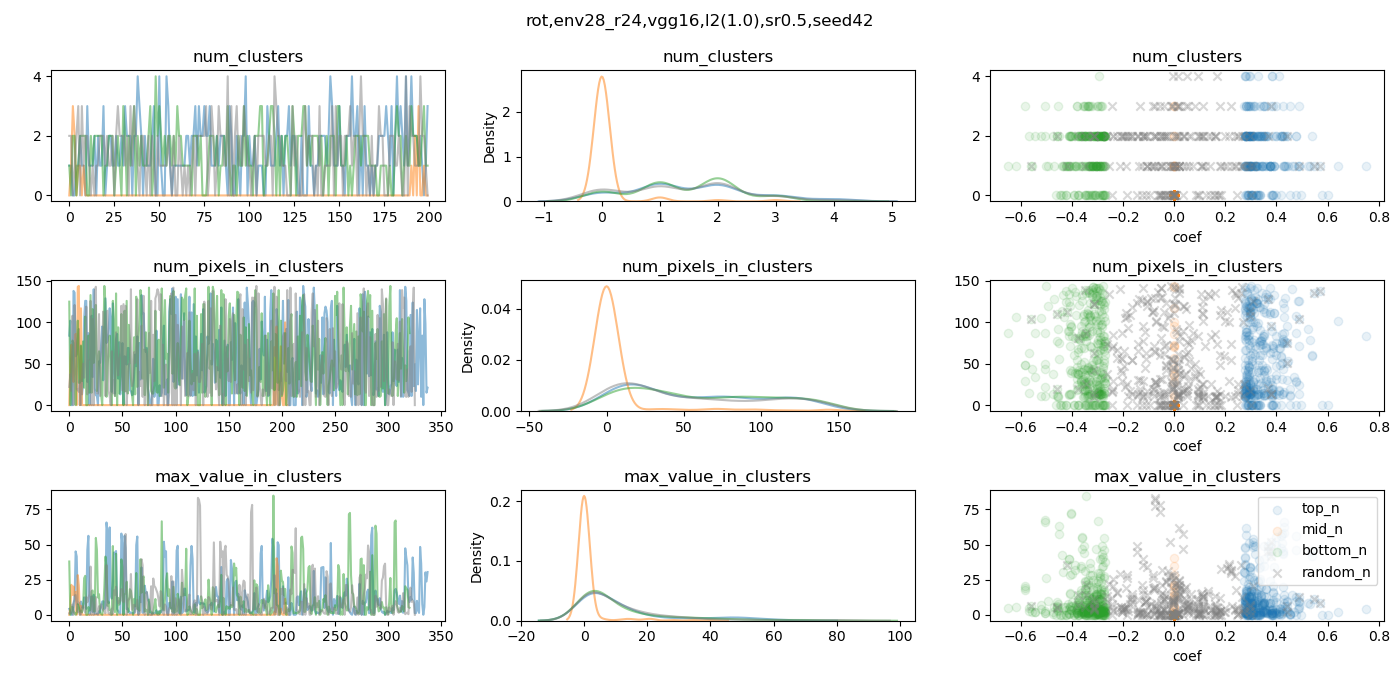 rot,env28_r24,vgg16,l2(1.0),sr0.5,seed42
num_clusters
num_clusters
num_clusters
4
2
0
0 25 50 75 100 125 150 175 200
Density
2
1
0
−1 0 1 2 3 4 5
4
3
2
1
0
−0.6 −0.4 −0.2 0.0 0.2 0.4 0.6 0.8
coef
num_pixels_in_clusters
num_pixels_in_clusters
num_pixels_in_clusters
150
100
50
0
0 50 100 150 200 250 300 350
Density
0.04
0.02
0.00
−50 0 50 100 150
150
100
50
0
−0.6 −0.4 −0.2 0.0 0.2 0.4 0.6 0.8
coef
max_value_in_clusters
max_value_in_clusters
max_value_in_clusters
75
50
25
0
0 50 100 150 200 250 300 350
Density
0.2
0.1
0.0
−20 0 20 40 60 80 100
75
50
25
0
−0.6 −0.4 −0.2 0.0 0.2 0.4 0.6 0.8
coef
top_n
mid_n
bottom_n
random_n